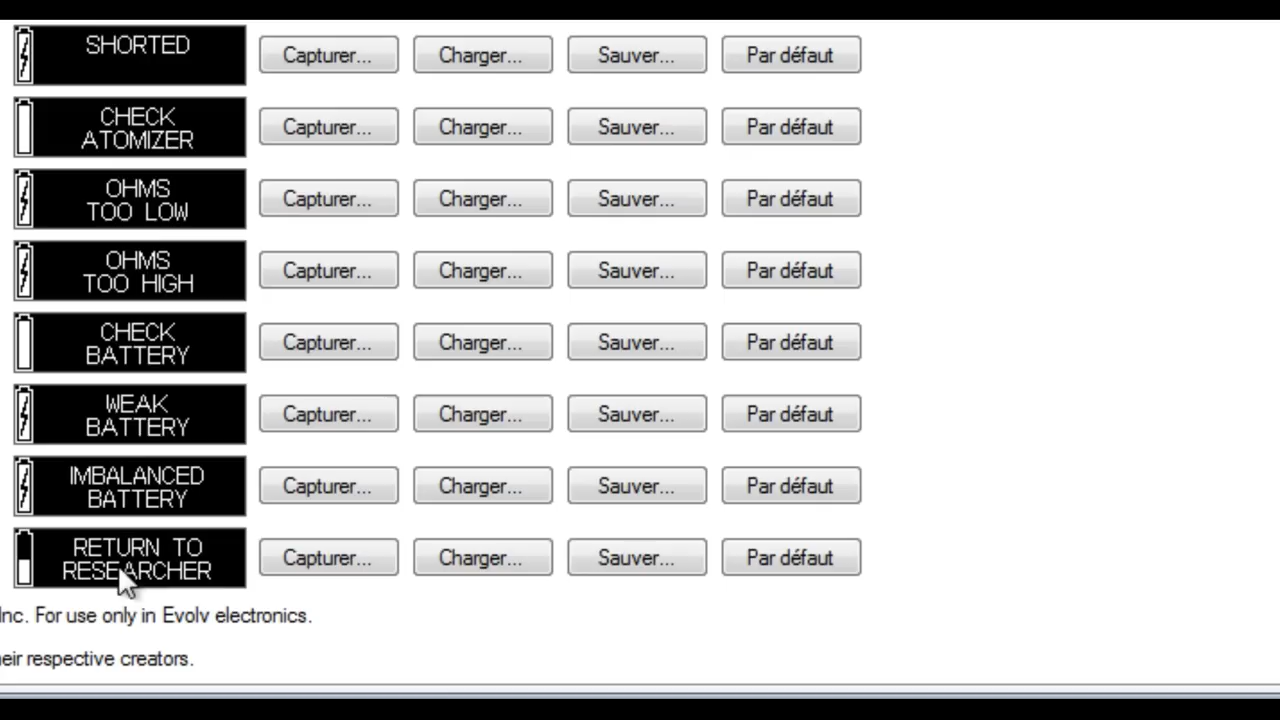 SHORTED
Capturer... Charger... Sauver... Par défaut
CHECK
ATOMIZER
Capturer... Charger... Sauver... Par défaut
OHMS
TOO LOW
Capturer... Charger... Sauver... Par défaut
OHMS
TOO HIGH
Capturer... Charger... Sauver... Par défaut
CHECK
BATTERY
Capturer... Charger... Sauver... Par défaut
WEAK
BATTERY
Capturer... Charger... Sauver... Par défaut
IMBALANCED
BATTERY
Capturer... Charger... Sauver... Par défaut
RETURN TO
RESEARCHER
Capturer... Charger... Sauver... Par défaut
Inc. For use only in Evolv electronics.
eir respective creators.